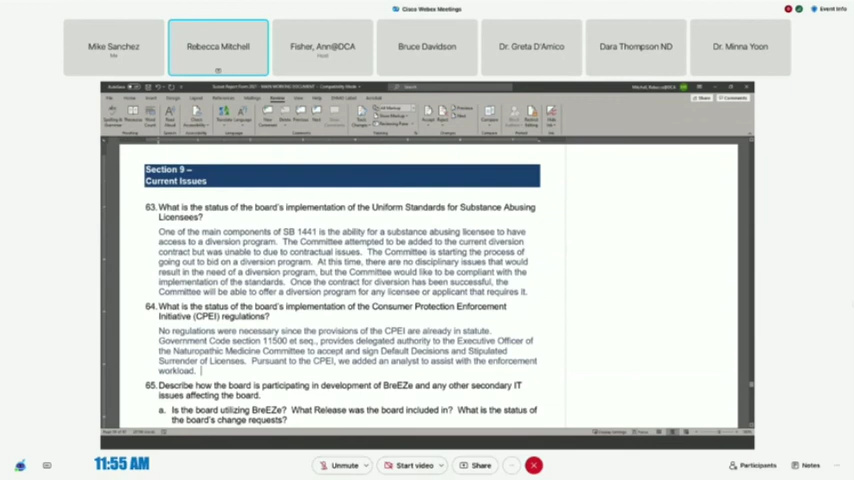 Cisco Webex Meetings
Event Info
Mike Sanchez
Me
Rebecca Mitchell
Fisher, Ann@DCA
Host
Bruce Davidson
Dr. Greta D'Amico
Dara Thompson ND
Dr. Minna Yoon
Section 9 –
Current Issues
63. What is the status of the board's implementation of the Uniform Standards for Substance Abusing
Licensees?
One of the main components of SB 1441 is the ability for a substance abusing licensee to have
access to a diversion program. The Committee attempted to be added to the current diversion
contract but was unable to due to contractual issues. The Committee is starting the process of
going out to bid on a diversion program. At this time, there are no disciplinary issues that would
result in the need of a diversion program, but the Committee would like to be compliant with the
implementation of the standards. Once the contract for diversion has been successful, the
Committee will be able to offer a diversion program for any licensee or applicant that requires it.
64. What is the status of the board's implementation of the Consumer Protection Enforcement
Initiative (CPEI) regulations?
No regulations were necessary since the provisions of the CPEI are already in statute.
Government Code section 11500 et seq., provides delegated authority to the Executive Officer of
the Naturopathic Medicine Committee to accept and sign Default Decisions and Stipulated
Surrender of Licenses. Pursuant to the CPEI, we added an analyst to assist with the enforcement
workload.
65. Describe how the board is participating in development of BreEZe and any other secondary IT
issues affecting the board.
a. Is the board utilizing BreEZe? What Release was the board included in? What is the status of
the board's change requests?
11:55 AM
Unmute
Start video
Share
Participants
Notes